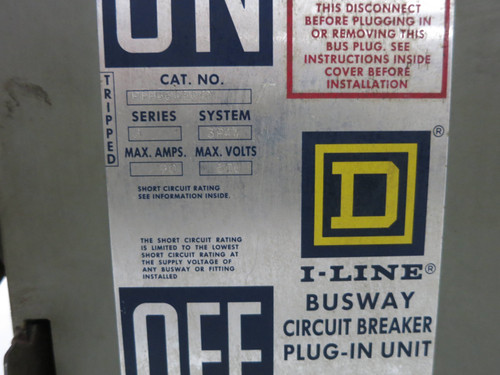 ON
THIS DISCONNECT
BEFORE PLUGGING IN
OR REMOVING THIS
BUS PLUG. SEE
INSTRUCTIONS INSIDE
COVER BEFORE
INSTALLATION
TRIPPED
CAT. NO.
SERIES SYSTEM
MAX. AMPS. MAX. VOLTS
SHORT CIRCUIT RATING
SEE INFORMATION INSIDE.
THE SHORT CIRCUIT RATING
IS LIMITED TO THE LOWEST
SHORT CIRCUIT RATING AT
THE SUPPLY VOLTAGE OF
ANY BUSWAY OR FITTING
INSTALLED
D ®
I-LINE®
BUSWAY
CIRCUIT BREAKER
PLUG-IN UNIT
OFF